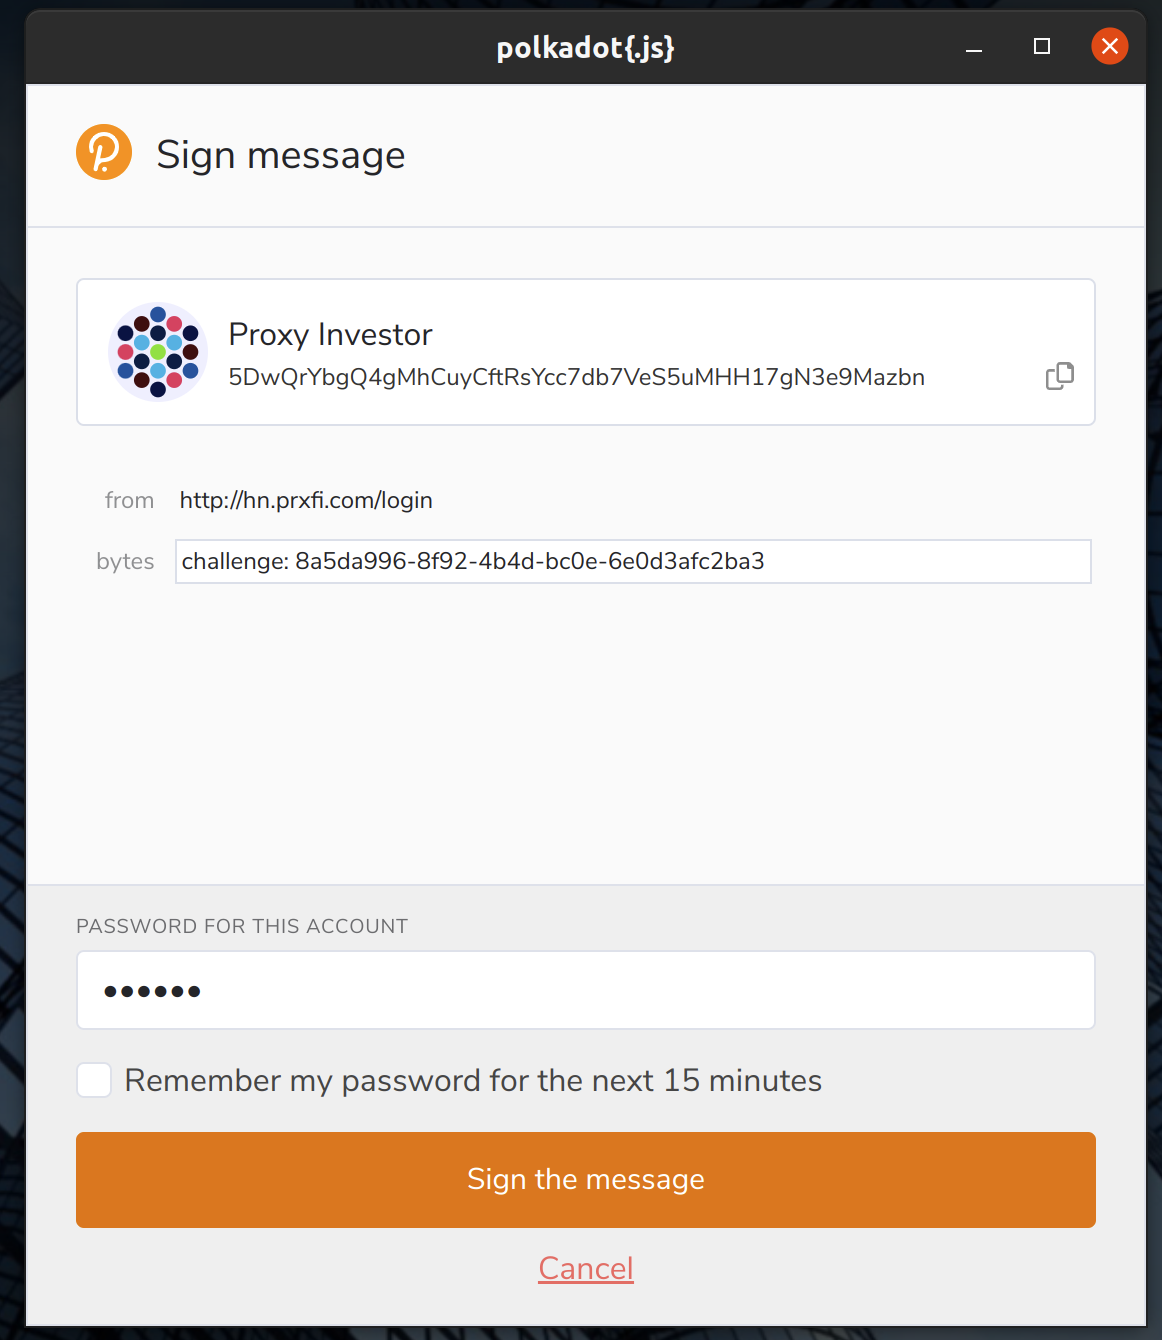 polkadot{.js}
Sign message
Proxy Investor
5DwQrYbgQ4gMhCuyCftRsYcc7db7VeS5uMHH17gN3e9Mazbn
from http://hn.prxfi.com/login
bytes challenge: 8a5da996-8f92-4b4d-bc0e-6e0d3afc2ba3
PASSWORD FOR THIS ACCOUNT
••••••
Remember my password for the next 15 minutes
Sign the message
Cancel